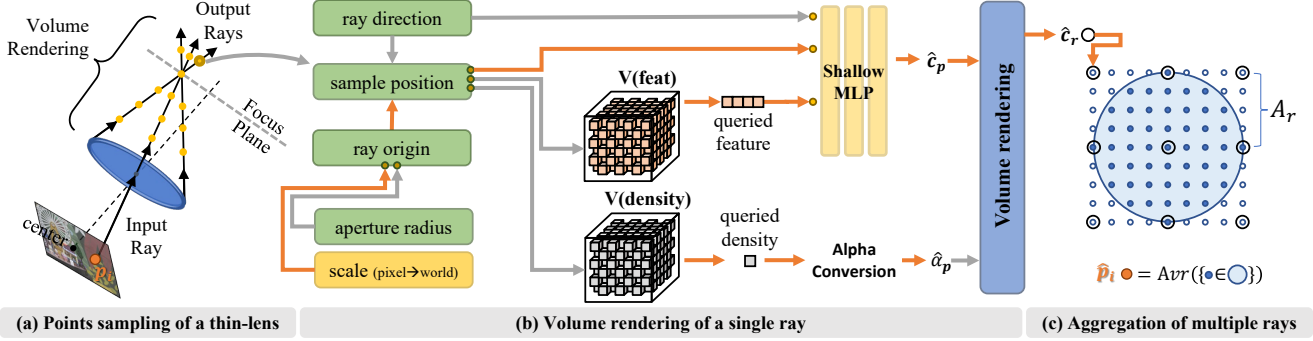 Volume
Rendering
Output
Rays
Focus
Plane
center
p_i
Input
Ray
(a) Points sampling of a thin-lens
ray direction
sample position
ray origin
aperture radius
scale (pixel→world)
V(feat)
queried
feature
V(density)
queried
density
Shallow
MLP
ĉ_p
Alpha
Conversion
α̂_p
Volume rendering
(b) Volume rendering of a single ray
ĉ_r
A_r
p̂_i = Avr({∈})
(c) Aggregation of multiple rays